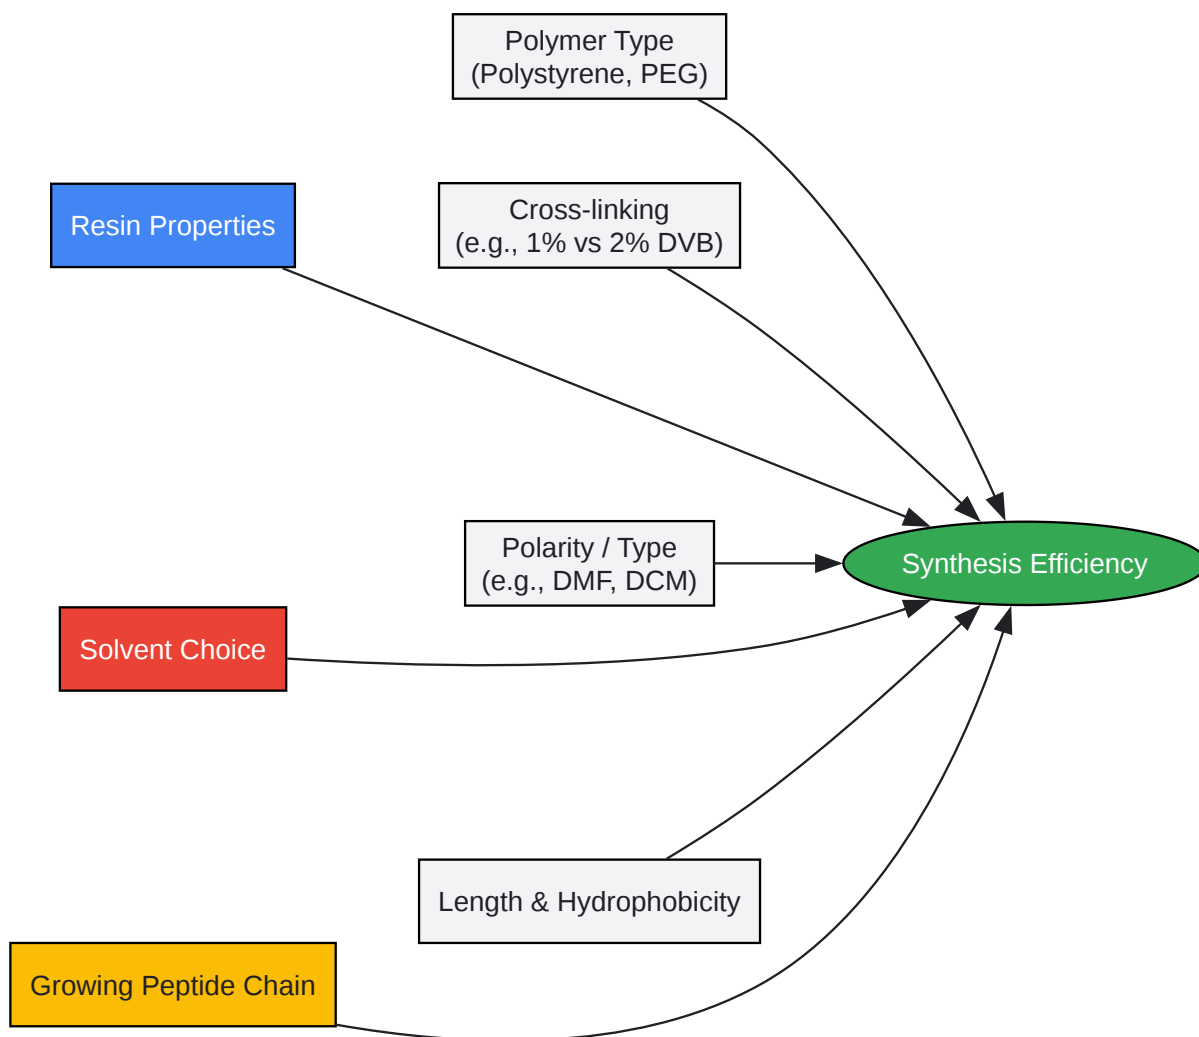 Polymer Type
(Polystyrene, PEG)
Resin Properties
Cross-linking
(e.g., 1% vs 2% DVB)
Polarity / Type
(e.g., DMF, DCM)
Synthesis Efficiency
Solvent Choice
Length & Hydrophobicity
Growing Peptide Chain